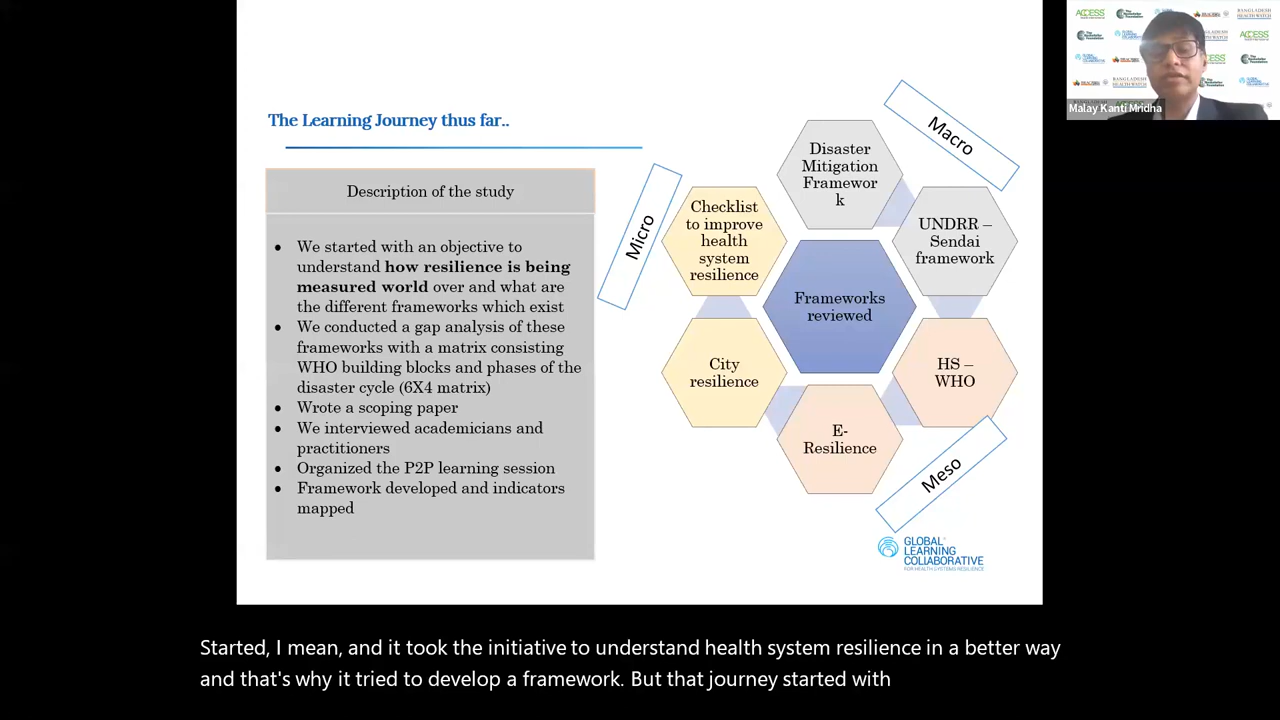 The Learning Journey thus far..
Description of the study
• We started with an objective to
understand how resilience is being
measured world over and what are
the different frameworks which exist
• We conducted a gap analysis of these
frameworks with a matrix consisting
WHO building blocks and phases of the
disaster cycle (6X4 matrix)
• Wrote a scoping paper
• We interviewed academicians and
practitioners
• Organized the P2P learning session
• Framework developed and indicators
mapped
Micro
Macro
Meso
Disaster
Mitigation
Framewor
k
UNDRR –
Sendai
framework
HS –
WHO
E-
Resilience
City
resilience
Checklist
to improve
health
system
resilience
Frameworks
reviewed
GLOBAL
LEARNING
COLLABORATIVE
FOR HEALTH SYSTEMS RESILIENCE
ACCESS
BANGLADESH
HEALTH WATCH
Malay Kanti Mridha
Started, I mean, and it took the initiative to understand health system resilience in a better way
and that's why it tried to develop a framework. But that journey started with